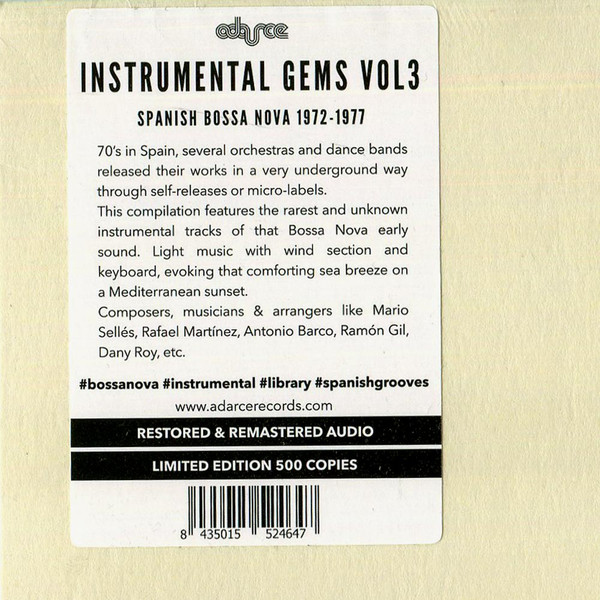 adarce
INSTRUMENTAL GEMS VOL3
SPANISH BOSSA NOVA 1972-1977
70's in Spain, several orchestras and dance bands
released their works in a very underground way
through self-releases or micro-labels.
This compilation features the rarest and unknown
instrumental tracks of that Bossa Nova early
sound. Light music with wind section and
keyboard, evoking that comforting sea breeze on
a Mediterranean sunset.
Composers, musicians & arrangers like Mario
Sellés, Rafael Martínez, Antonio Barco, Ramón Gil,
Dany Roy, etc.
#bossanova #instrumental #library #spanishgrooves
www.adarcerecords.com
RESTORED & REMASTERED AUDIO
LIMITED EDITION 500 COPIES
8 435015 524647